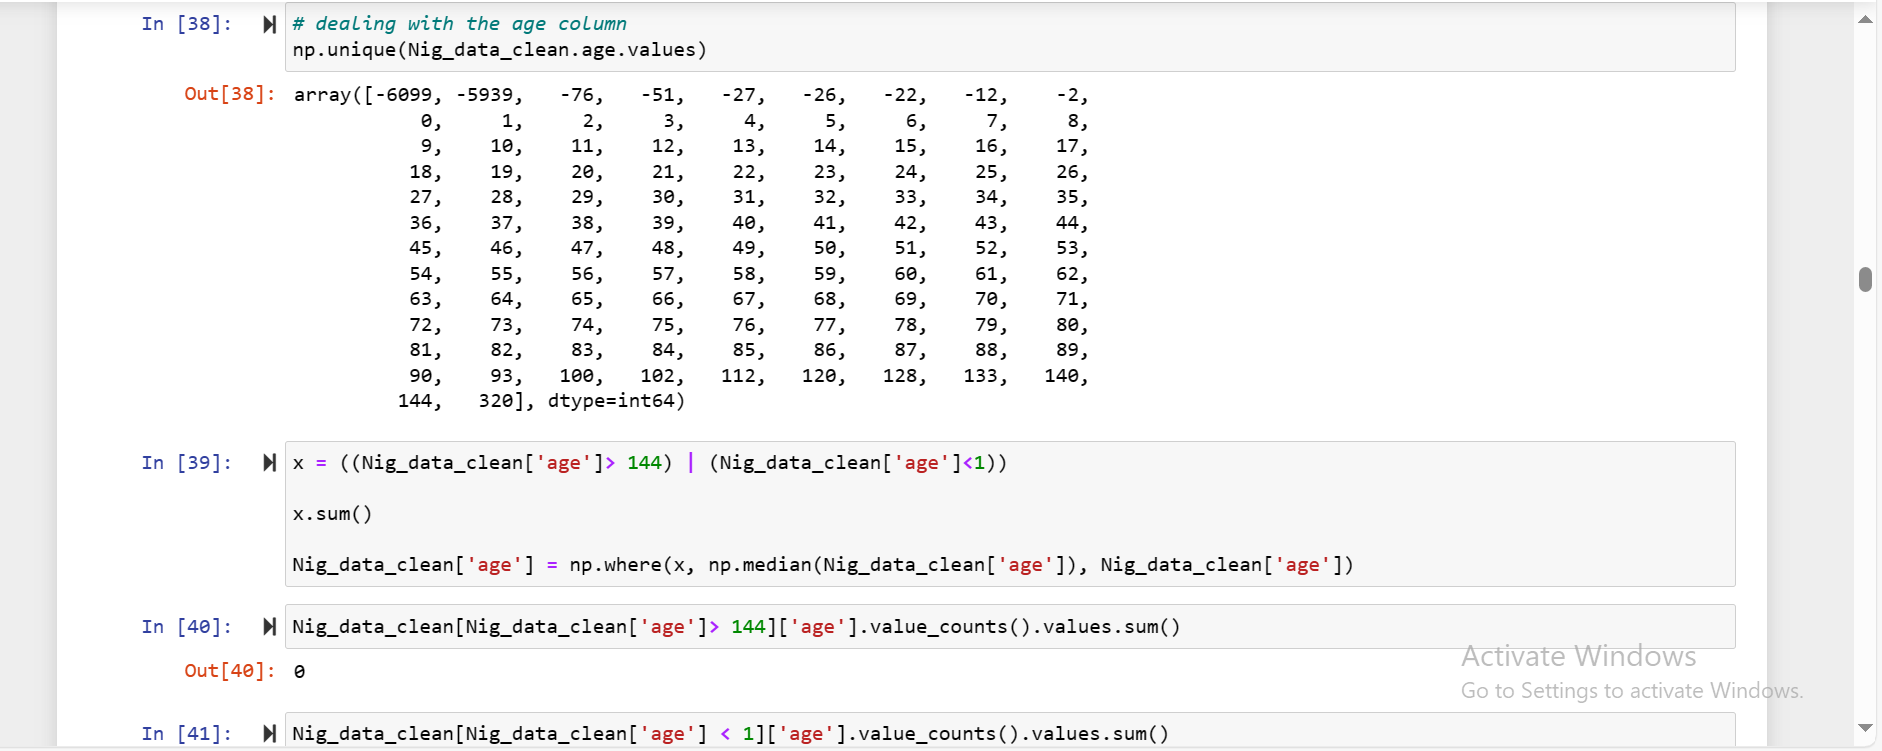 In [38]: # dealing with the age column
np.unique(Nig_data_clean.age.values)
Out[38]: array([-6099, -5939, -76, -51, -27, -26, -22, -12, -2,
0, 1, 2, 3, 4, 5, 6, 7, 8,
9, 10, 11, 12, 13, 14, 15, 16, 17,
18, 19, 20, 21, 22, 23, 24, 25, 26,
27, 28, 29, 30, 31, 32, 33, 34, 35,
36, 37, 38, 39, 40, 41, 42, 43, 44,
45, 46, 47, 48, 49, 50, 51, 52, 53,
54, 55, 56, 57, 58, 59, 60, 61, 62,
63, 64, 65, 66, 67, 68, 69, 70, 71,
72, 73, 74, 75, 76, 77, 78, 79, 80,
81, 82, 83, 84, 85, 86, 87, 88, 89,
90, 93, 100, 102, 112, 120, 128, 133, 140,
144, 320], dtype=int64)
In [39]: x = ((Nig_data_clean['age']> 144) | (Nig_data_clean['age']<1))
x.sum()
Nig_data_clean['age'] = np.where(x, np.median(Nig_data_clean['age']), Nig_data_clean['age'])
In [40]: Nig_data_clean[Nig_data_clean['age']> 144]['age'].value_counts().values.sum()
Out[40]: 0
Activate Windows
Go to Settings to activate Windows.
In [41]: Nig_data_clean[Nig_data_clean['age'] < 1]['age'].value_counts().values.sum()